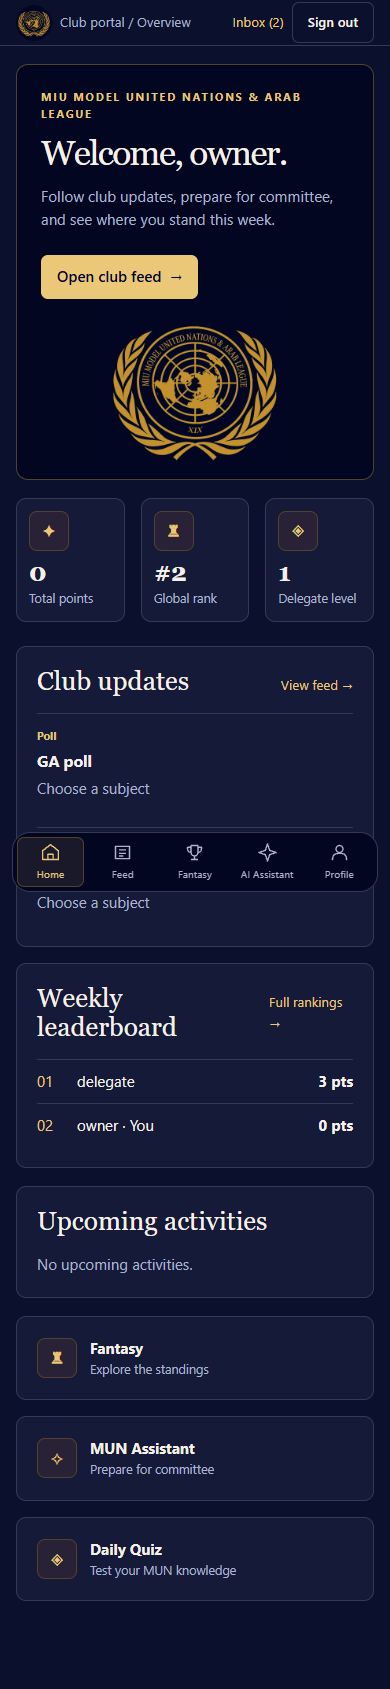 Club portal / Overview
Inbox (2)
Sign out
MIU MODEL UNITED NATIONS & ARAB
LEAGUE
Welcome, owner.
Follow club updates, prepare for committee,
and see where you stand this week.
Open club feed →
MIU MODEL UNITED NATIONS & ARAB LEAGUE
XIX
0
Total points
#2
Global rank
1
Delegate level
Club updates
View feed →
Poll
GA poll
Choose a subject
Home
Feed
Fantasy
AI Assistant
Profile
Choose a subject
Weekly
leaderboard
Full rankings
→
01 delegate 3 pts
02 owner · You 0 pts
Upcoming activities
No upcoming activities.
Fantasy
Explore the standings
MUN Assistant
Prepare for committee
Daily Quiz
Test your MUN knowledge